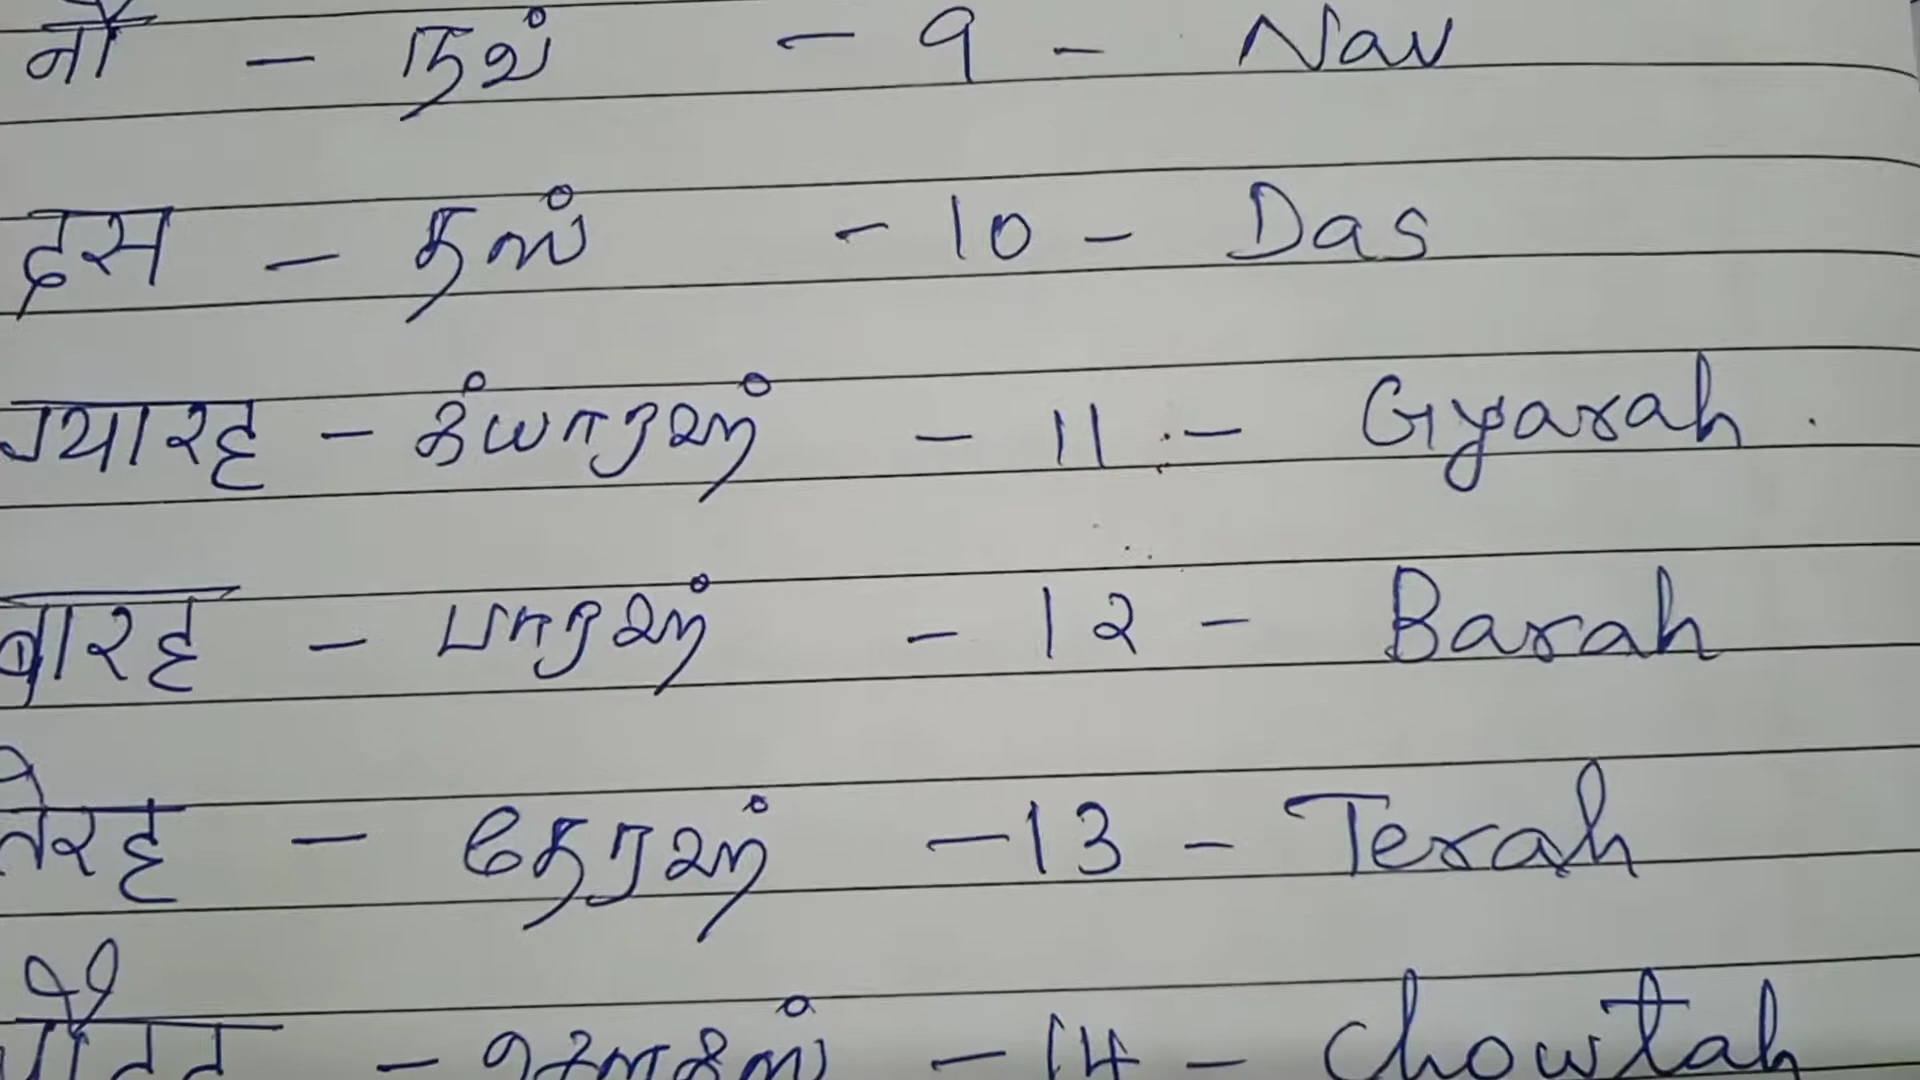 नौ - நவ் - 9 - Nav
दस - தஸ் - 10 - Das
ग्यारह - க்யாரஹ் - 11 - Gyarah
बारह - பாரஹ் - 12 - Barah
तेरह - தேரஹ் - 13 - Terah
- 14 - Chowtah